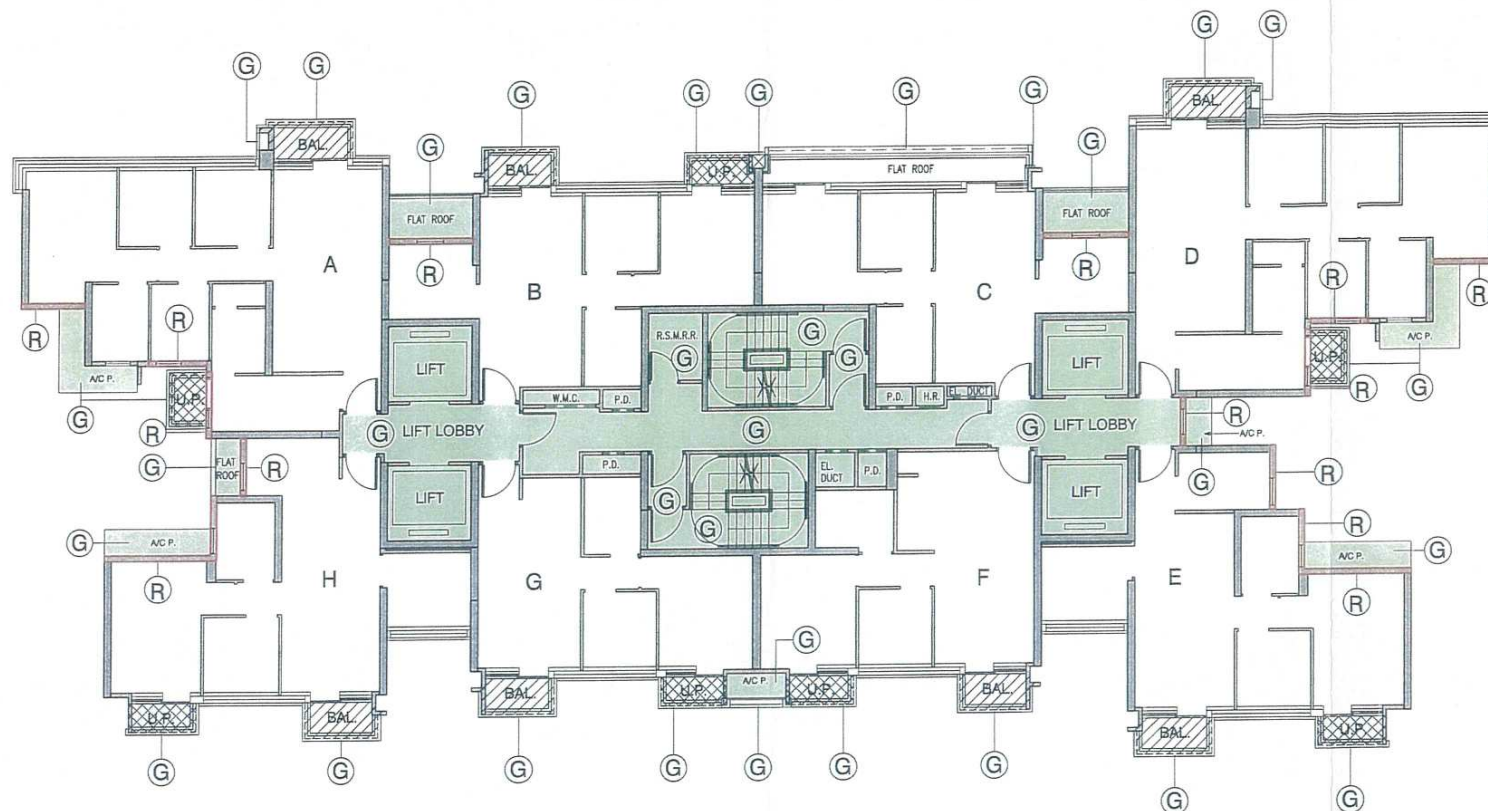 G G
G G G
G G G G G
BAL.
BAL.
G G
BAL. U.P. FLAT ROOF
FLAT ROOF FLAT ROOF
A R B C R D
R R R R
R.S.M.R.R. G G G
A/C P. LIFT LIFT U.P. A/C P.
G U.P. W.M.C. P.D. P.D. H.R. EL. DUCT R G
R G LIFT LOBBY G G LIFT LOBBY R
A/C P.
G FLAT
ROOF R P.D. EL.
DUCT P.D. G R
LIFT G G LIFT
G A/C P. R
A/C P. G
R H G F E R
G
BAL. U.P. A/C P. U.P. BAL.
U.P. BAL. BAL. U.P.
G G G G G G G
G G